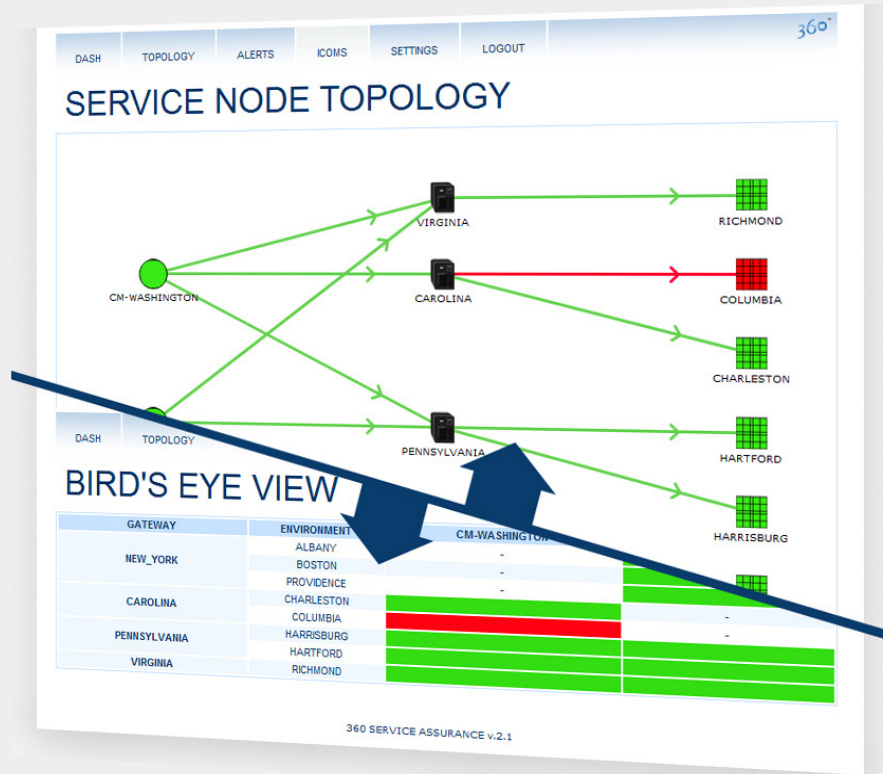 360°
DASH TOPOLOGY ALERTS ICOMS SETTINGS LOGOUT
SERVICE NODE TOPOLOGY
VIRGINIA
RICHMOND
CM-WASHINGTON
CAROLINA
COLUMBIA
CHARLESTON
PENNSYLVANIA
HARTFORD
HARRISBURG
DASH TOPOLOGY
BIRD'S EYE VIEW
GATEWAY ENVIRONMENT CM-WASHINGTON
NEW_YORK ALBANY -
BOSTON -
PROVIDENCE -
CAROLINA CHARLESTON -
COLUMBIA -
PENNSYLVANIA HARRISBURG
HARTFORD
VIRGINIA RICHMOND
360 SERVICE ASSURANCE v.2.1